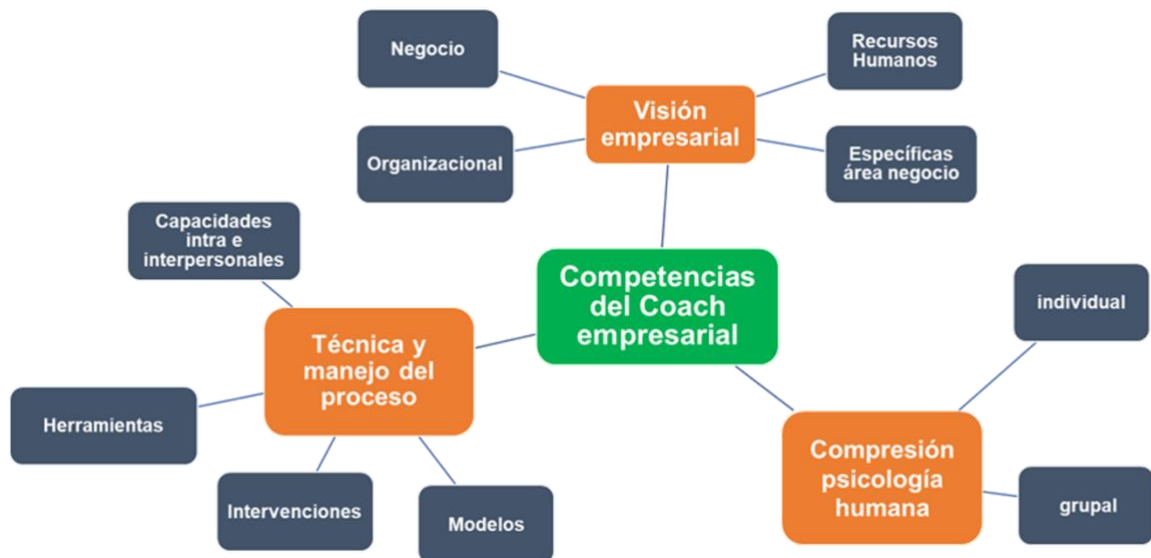 Negocio
Recursos
Humanos
Visión
empresarial
Organizacional
Específicas
área negocio
Capacidades
intra e
interpersonales
Competencias
del Coach
empresarial
individual
Técnica y
manejo del
proceso
Herramientas
Compresión
psicología
humana
Intervenciones
Modelos
grupal